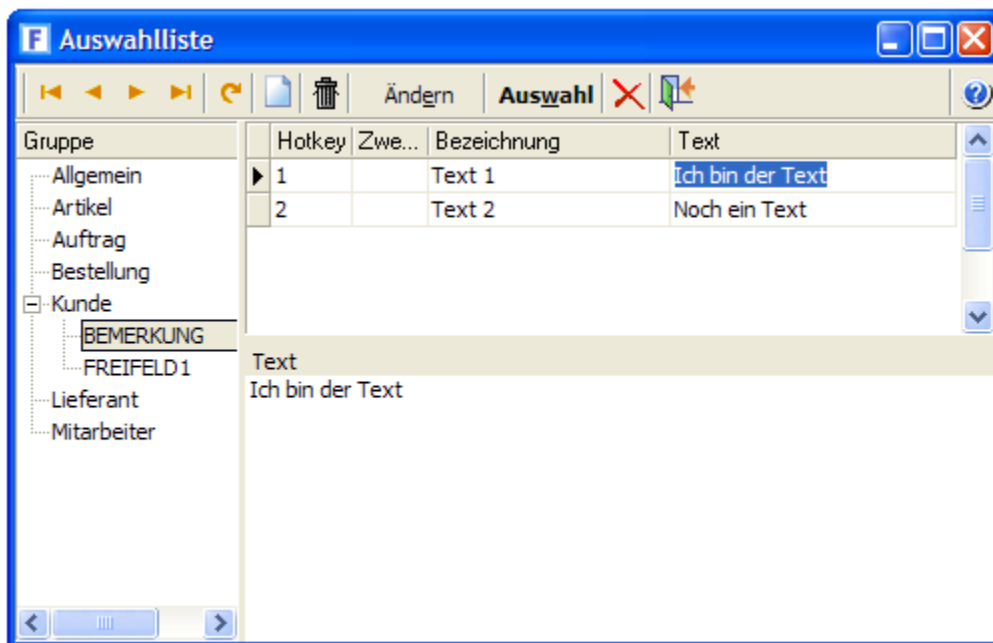 F Auswahlliste
Ändern Auswahl
Gruppe
Allgemein
Artikel
Auftrag
Bestellung
Kunde
BEMERKUNG
FREIFELD1
Lieferant
Mitarbeiter
Hotkey Zwe... Bezeichnung Text
1 Text 1 Ich bin der Text
2 Text 2 Noch ein Text
Text
Ich bin der Text